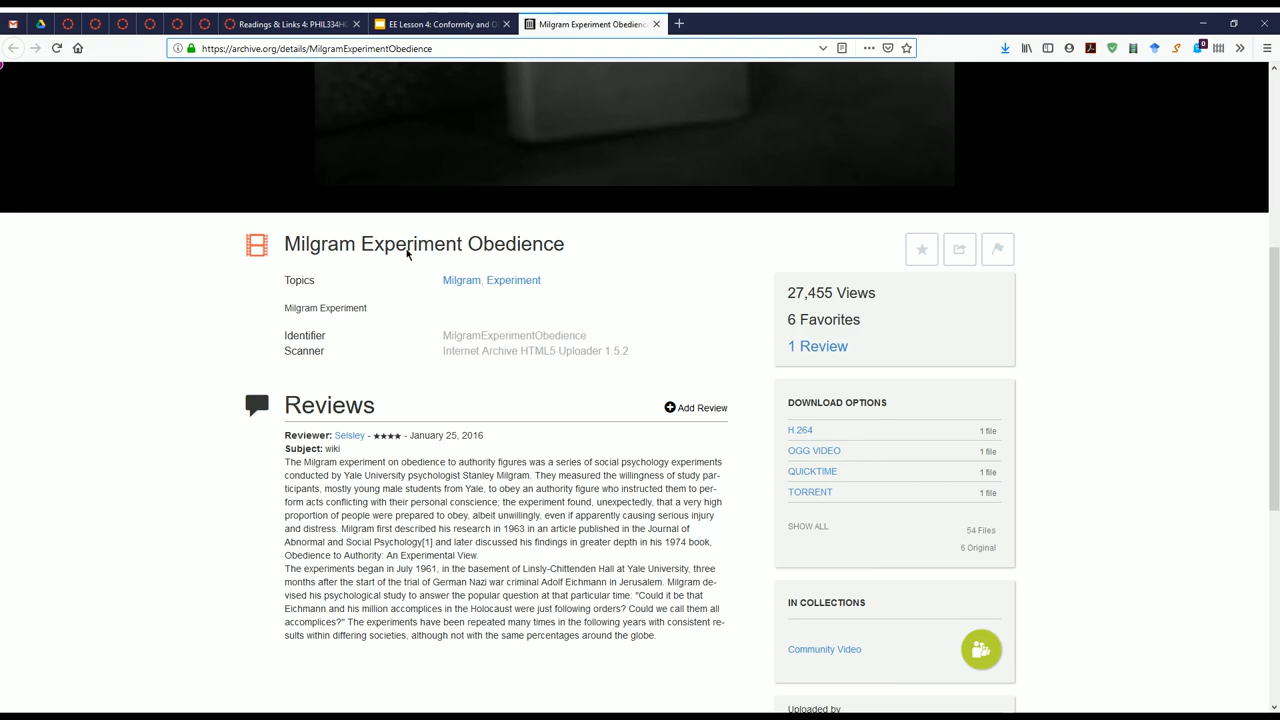 Readings & Links 4: PHIL334H
EE Lesson 4: Conformity and O
Milgram Experiment Obedience
https://archive.org/details/MilgramExperimentObedience
0
Milgram Experiment Obedience
Topics
Milgram, Experiment
Milgram Experiment
Identifier
MilgramExperimentObedience
Scanner
Internet Archive HTML5 Uploader 1.5.2
27,455 Views
6 Favorites
1 Review
Reviews
Add Review
Reviewer: Selsley - ★★★★ - January 25, 2016
Subject: wiki
The Milgram experiment on obedience to authority figures was a series of social psychology experiments
conducted by Yale University psychologist Stanley Milgram. They measured the willingness of study par-
ticipants, mostly young male students from Yale, to obey an authority figure who instructed them to per-
form acts conflicting with their personal conscience; the experiment found, unexpectedly, that a very high
proportion of people were prepared to obey, albeit unwillingly, even if apparently causing serious injury
and distress. Milgram first described his research in 1963 in an article published in the Journal of
Abnormal and Social Psychology[1] and later discussed his findings in greater depth in his 1974 book,
Obedience to Authority: An Experimental View.
The experiments began in July 1961, in the basement of Linsly-Chittenden Hall at Yale University, three
months after the start of the trial of German Nazi war criminal Adolf Eichmann in Jerusalem. Milgram de-
vised his psychological study to answer the popular question at that particular time: "Could it be that
Eichmann and his million accomplices in the Holocaust were just following orders? Could we call them all
accomplices?" The experiments have been repeated many times in the following years with consistent re-
sults within differing societies, although not with the same percentages around the globe.
DOWNLOAD OPTIONS
H.264 1 file
OGG VIDEO 1 file
QUICKTIME 1 file
TORRENT 1 file
SHOW ALL 54 Files
6 Original
IN COLLECTIONS
Community Video
Uploaded by